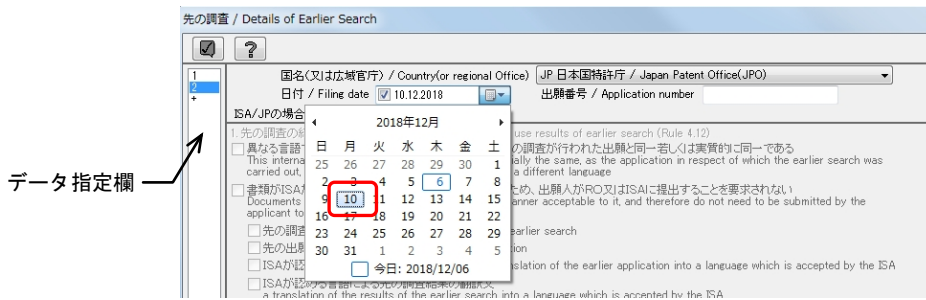 先の調査 / Details of Earlier Search
?
1
2
+
データ指定欄
国名(又は広域官庁) / Country(or regional Office) JP 日本国特許庁 / Japan Patent Office(JPO)
日付 / Filing date 10.12.2018
出願番号 / Application number
ISA/JPの場合
2018年12月
日 月 火 水 木 金 土
25 26 27 28 29 30 1
2 3 4 5 6 7 8
9 10 11 12 13 14 15
16 17 18 19 20 21 22
23 24 25 26 27 28 29
30 31 1 2 3 4 5
今日: 2018/12/06
1. 先の調査の use results of earlier search (Rule 4.12)
異なる言語 の調査が行われた出願と同一若しくは実質的に同一である
This interna ially the same, as the application in respect of which the earlier search was
carried out, a different language
書類がISA ため、出願人がRO又はISAに提出することを要求されない
Documents anner acceptable to it, and therefore do not need to be submitted by the
applicant to
先の調査 earlier search
先の出願 ion
ISAが認 nslation of the earlier application into a language which is accepted by the ISA
ISAが認める言語による先の調査結果の翻訳文
a translation of the results of the earlier search into a language which is accepted by the ISA